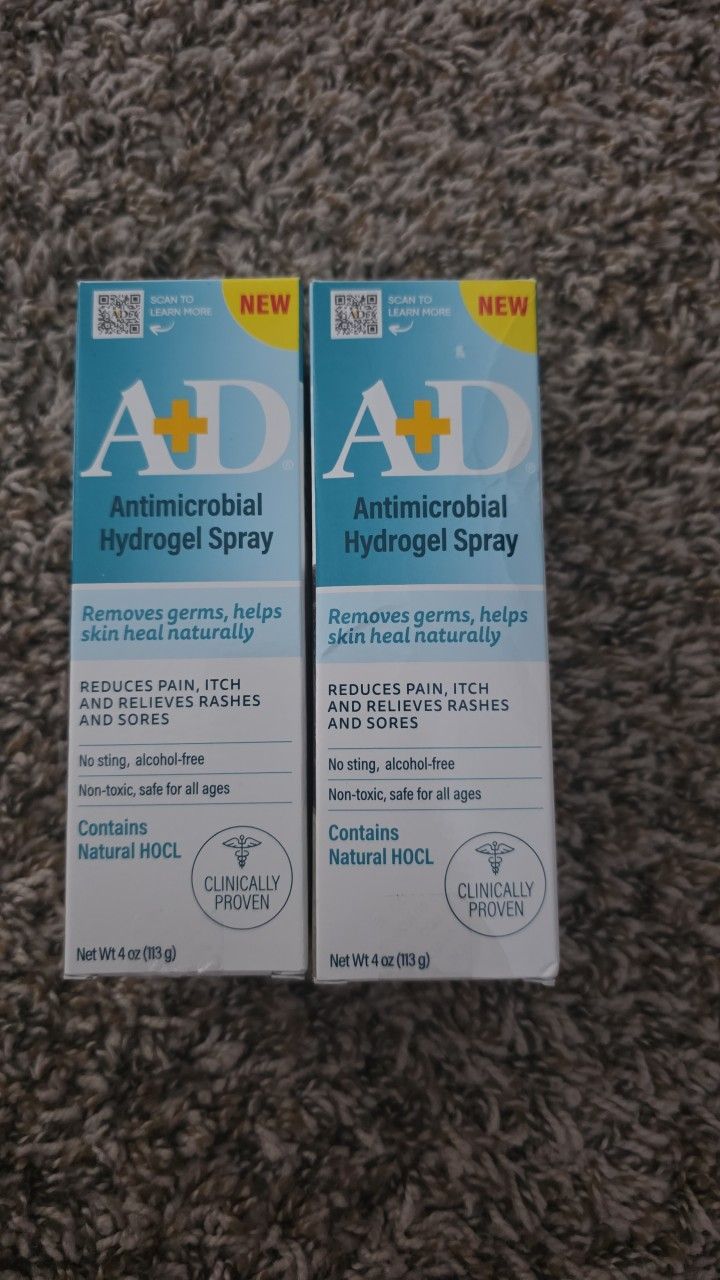 SCAN TO
LEARN MORE
NEW
A+D®
Antimicrobial
Hydrogel Spray
Removes germs, helps
skin heal naturally
REDUCES PAIN, ITCH
AND RELIEVES RASHES
AND SORES
No sting, alcohol-free
Non-toxic, safe for all ages
Contains
Natural HOCL
CLINICALLY
PROVEN
Net Wt 4 oz (113 g)
SCAN TO
LEARN MORE
NEW
A+D®
Antimicrobial
Hydrogel Spray
Removes germs, helps
skin heal naturally
REDUCES PAIN, ITCH
AND RELIEVES RASHES
AND SORES
No sting, alcohol-free
Non-toxic, safe for all ages
Contains
Natural HOCL
CLINICALLY
PROVEN
Net Wt 4 oz (113 g)